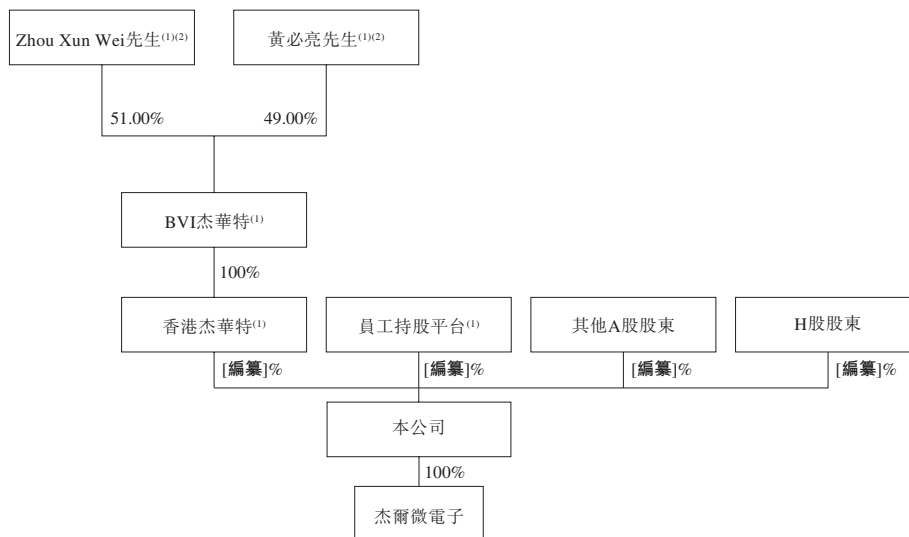 Zhou Xun Wei先生(1)(2)
黃必亮先生(1)(2)
51.00%
49.00%
BVI杰華特(1)
100%
香港杰華特(1)
員工持股平台(1)
其他A股股東
H股股東
[編纂]%
[編纂]%
[編纂]%
[編纂]%
本公司
100%
杰爾微電子